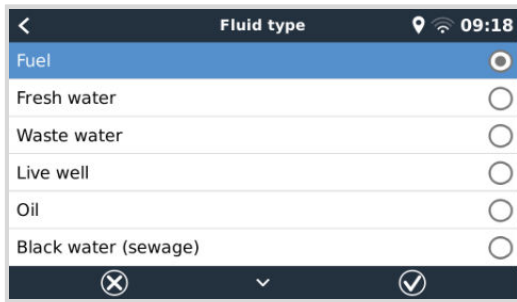 Fluid type 09:18
Fuel
Fresh water
Waste water
Live well
Oil
Black water (sewage)